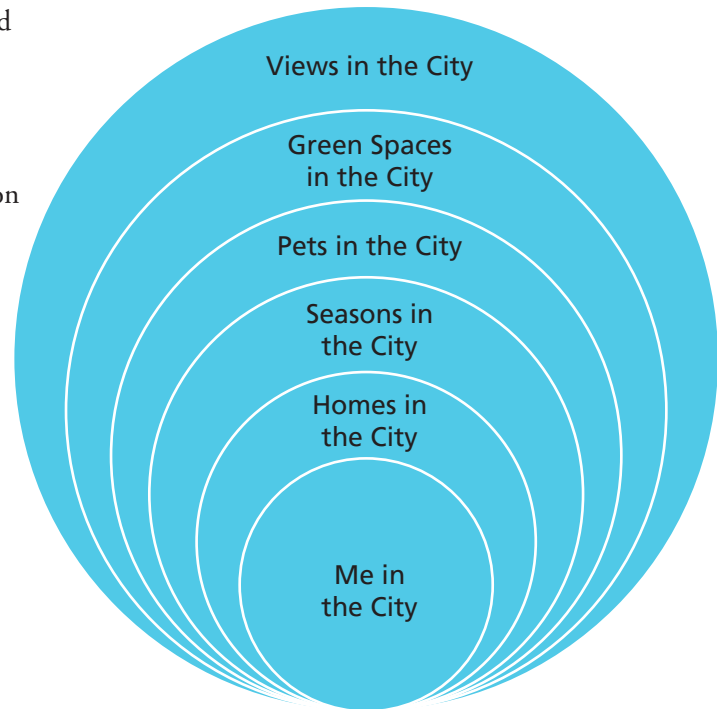 d
Views in the City
Green Spaces
in the City
on
Pets in the City
Seasons in
the City
Homes in
the City
Me in
the City